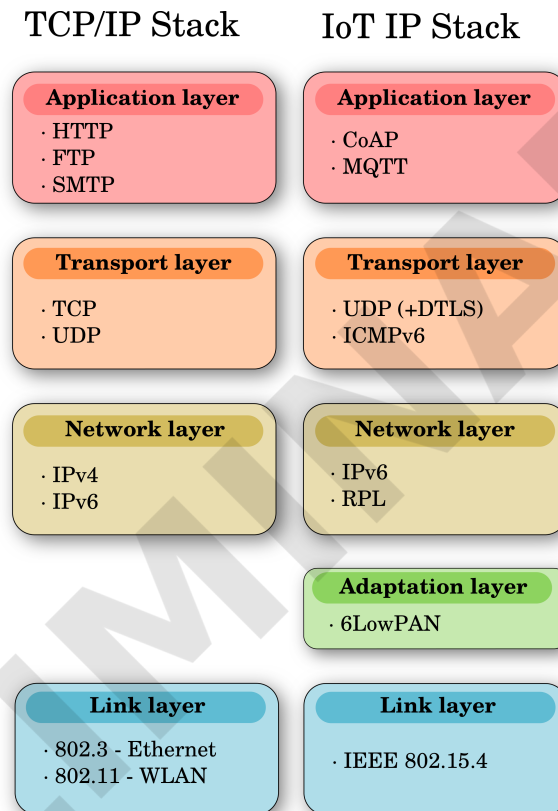 TCP/IP Stack
Application layer
· HTTP
· FTP
· SMTP
Transport layer
· TCP
· UDP
Network layer
· IPv4
· IPv6
Link layer
· 802.3 - Ethernet
· 802.11 - WLAN
IoT IP Stack
Application layer
· CoAP
· MQTT
Transport layer
· UDP (+DTLS)
· ICMPv6
Network layer
· IPv6
· RPL
Adaptation layer
· 6LowPAN
Link layer
· IEEE 802.15.4